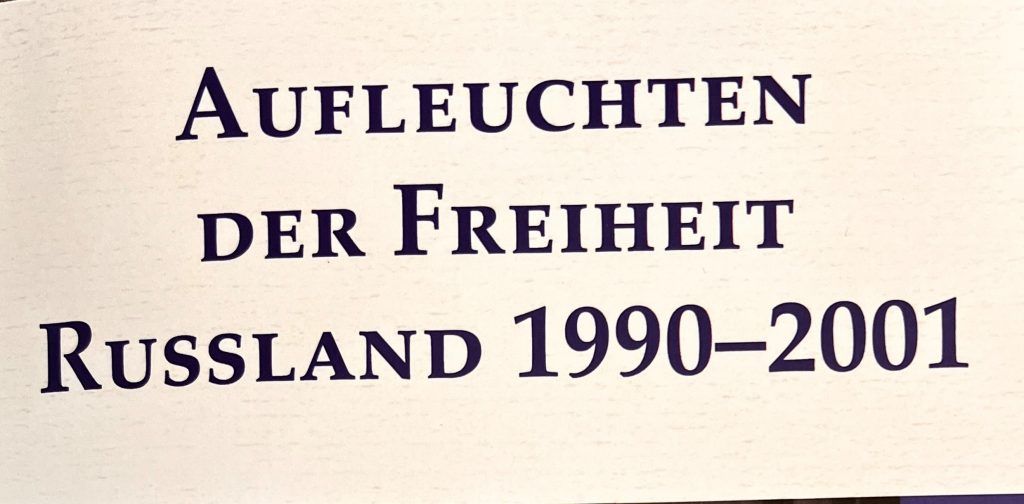 Aufleuchten
der Freiheit
Russland 1990–2001